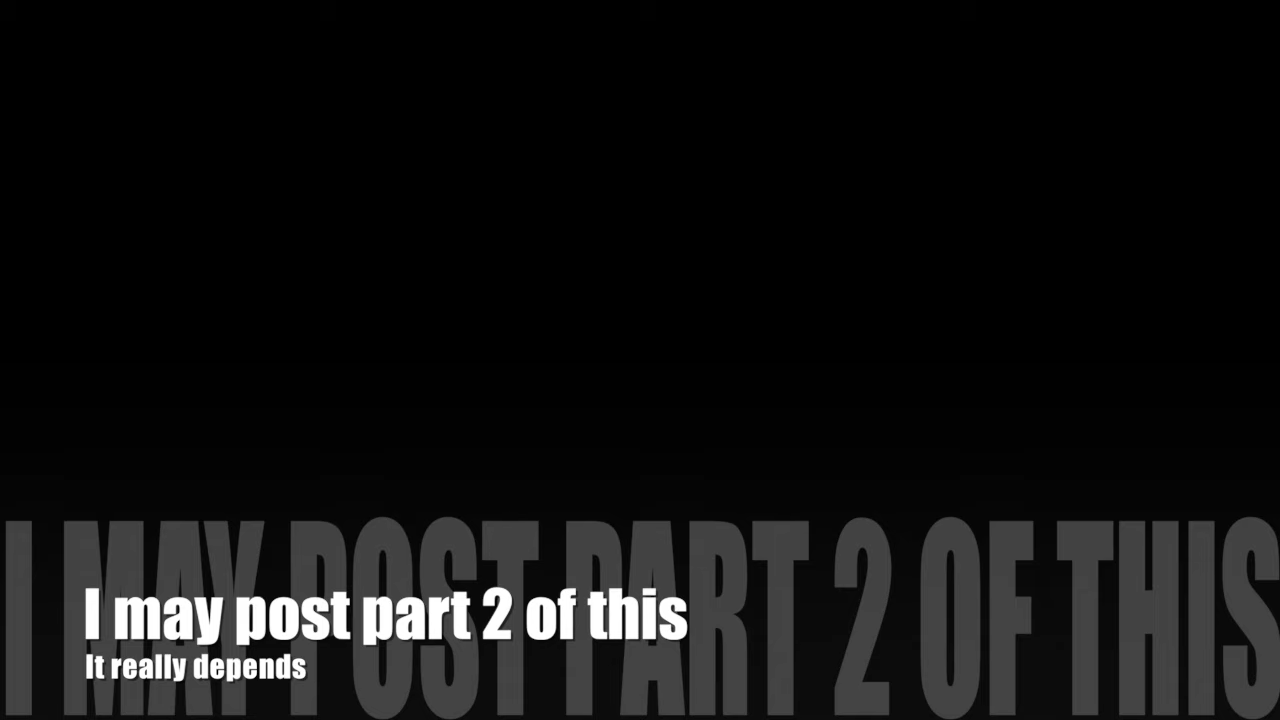 I MAY POST PART 2 OF THIS
I may post part 2 of this
It really depends